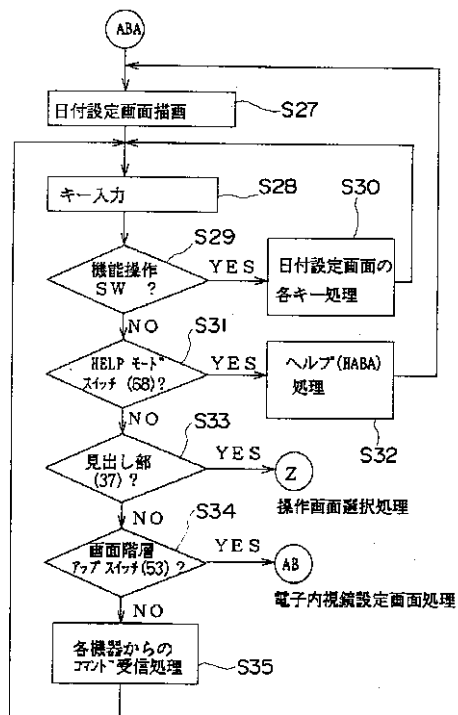 ABA
日付設定画面描画
S27
キー入力
S28
S29
機能操作
SW ?
YES
S30
日付設定画面の
各キー処理
NO
S31
HELP モード
スイッチ (68)?
YES
ヘルプ(HABA)
処理
S32
NO
S33
見出し部
(37) ?
YES
Z
操作画面選択処理
NO
S34
画面階層
アップスイッチ(53) ?
YES
AB
電子内視鏡設定画面処理
NO
各機器からの
コマンド受信処理
S35